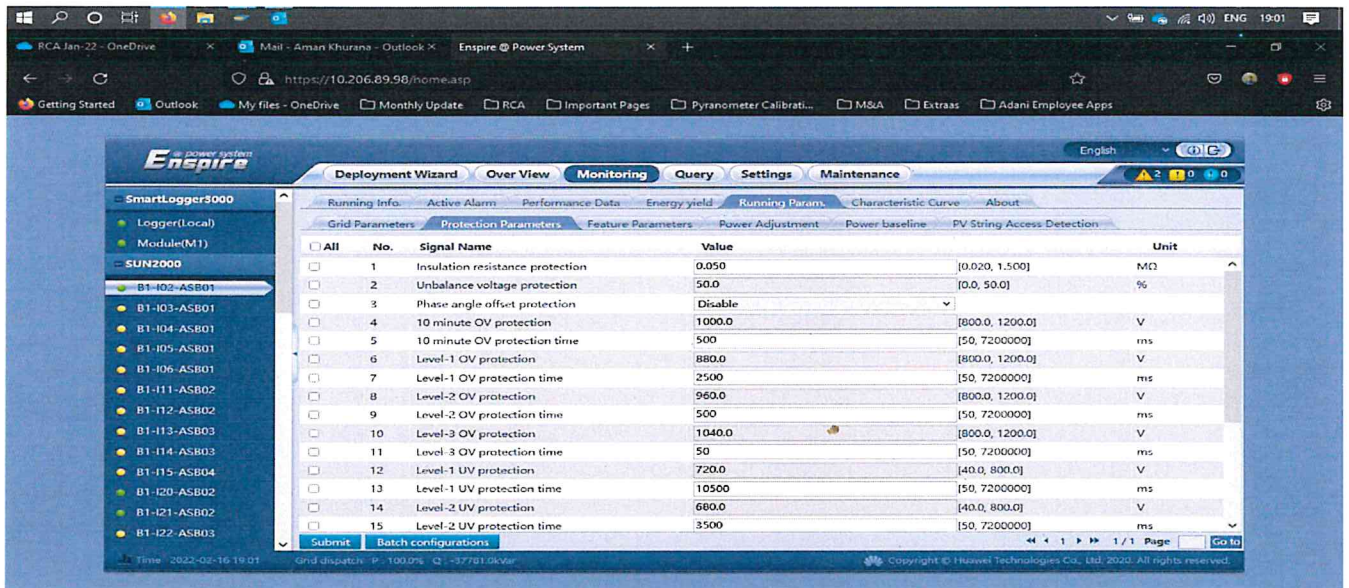 ENG 19:01
RCA Jan-22 - OneDrive
Mail - Aman Khurana - Outlook
Enspire @ Power System
https://10.206.89.98/home.asp
Getting Started Outlook My files - OneDrive Monthly Update RCA Important Pages Pyranometer Calibrati... M&A Extraas Adani Employee Apps
@ power system
Enspire
English
Deployment Wizard Over View Monitoring Query Settings Maintenance
2 0 0
SmartLogger3000
Logger(Local)
Module(M1)
SUN2000
B1-I02-ASB01
B1-I03-ASB01
B1-I04-ASB01
B1-I05-ASB01
B1-I06-ASB01
B1-I11-ASB02
B1-I12-ASB02
B1-I13-ASB03
B1-I14-ASB03
B1-I15-ASB04
B1-I20-ASB02
B1-I21-ASB02
B1-I22-ASB03
Running Info. Active Alarm Performance Data Energy yield Running Param. Characteristic Curve About
Grid Parameters Protection Parameters Feature Parameters Power Adjustment Power baseline PV String Access Detection
All No. Signal Name Value Unit
1 Insulation resistance protection 0.050 [0.020, 1.500] MΩ
2 Unbalance voltage protection 50.0 [0.0, 50.0] %
3 Phase angle offset protection Disable
4 10 minute OV protection 1000.0 [800.0, 1200.0] V
5 10 minute OV protection time 500 [50, 7200000] ms
6 Level-1 OV protection 880.0 [800.0, 1200.0] V
7 Level-1 OV protection time 2500 [50, 7200000] ms
8 Level-2 OV protection 960.0 [800.0, 1200.0] V
9 Level-2 OV protection time 500 [50, 7200000] ms
10 Level-3 OV protection 1040.0 [800.0, 1200.0] V
11 Level-3 OV protection time 50 [50, 7200000] ms
12 Level-1 UV protection 720.0 [40.0, 800.0] V
13 Level-1 UV protection time 10500 [50, 7200000] ms
14 Level-2 UV protection 680.0 [40.0, 800.0] V
15 Level-2 UV protection time 3500 [50, 7200000] ms
Submit Batch configurations 1 1/1 Page Go to
Time 2022-02-16 19:01 Grid dispatch P : 100.0% Q : -37701.0kVar Copyright © Huawei Technologies Co., Ltd. 2020. All rights reserved.